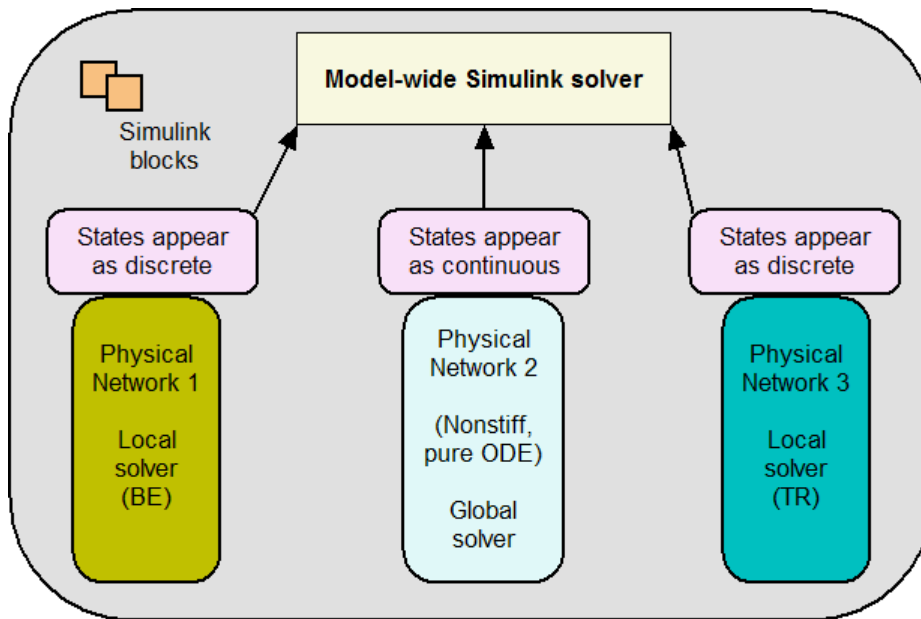 Model-wide Simulink solver
Simulink
blocks
States appear
as discrete
States appear
as continuous
States appear
as discrete
Physical
Network 1
Local
solver
(BE)
Physical
Network 2
(Nonstiff,
pure ODE)
Global
solver
Physical
Network 3
Local
solver
(TR)